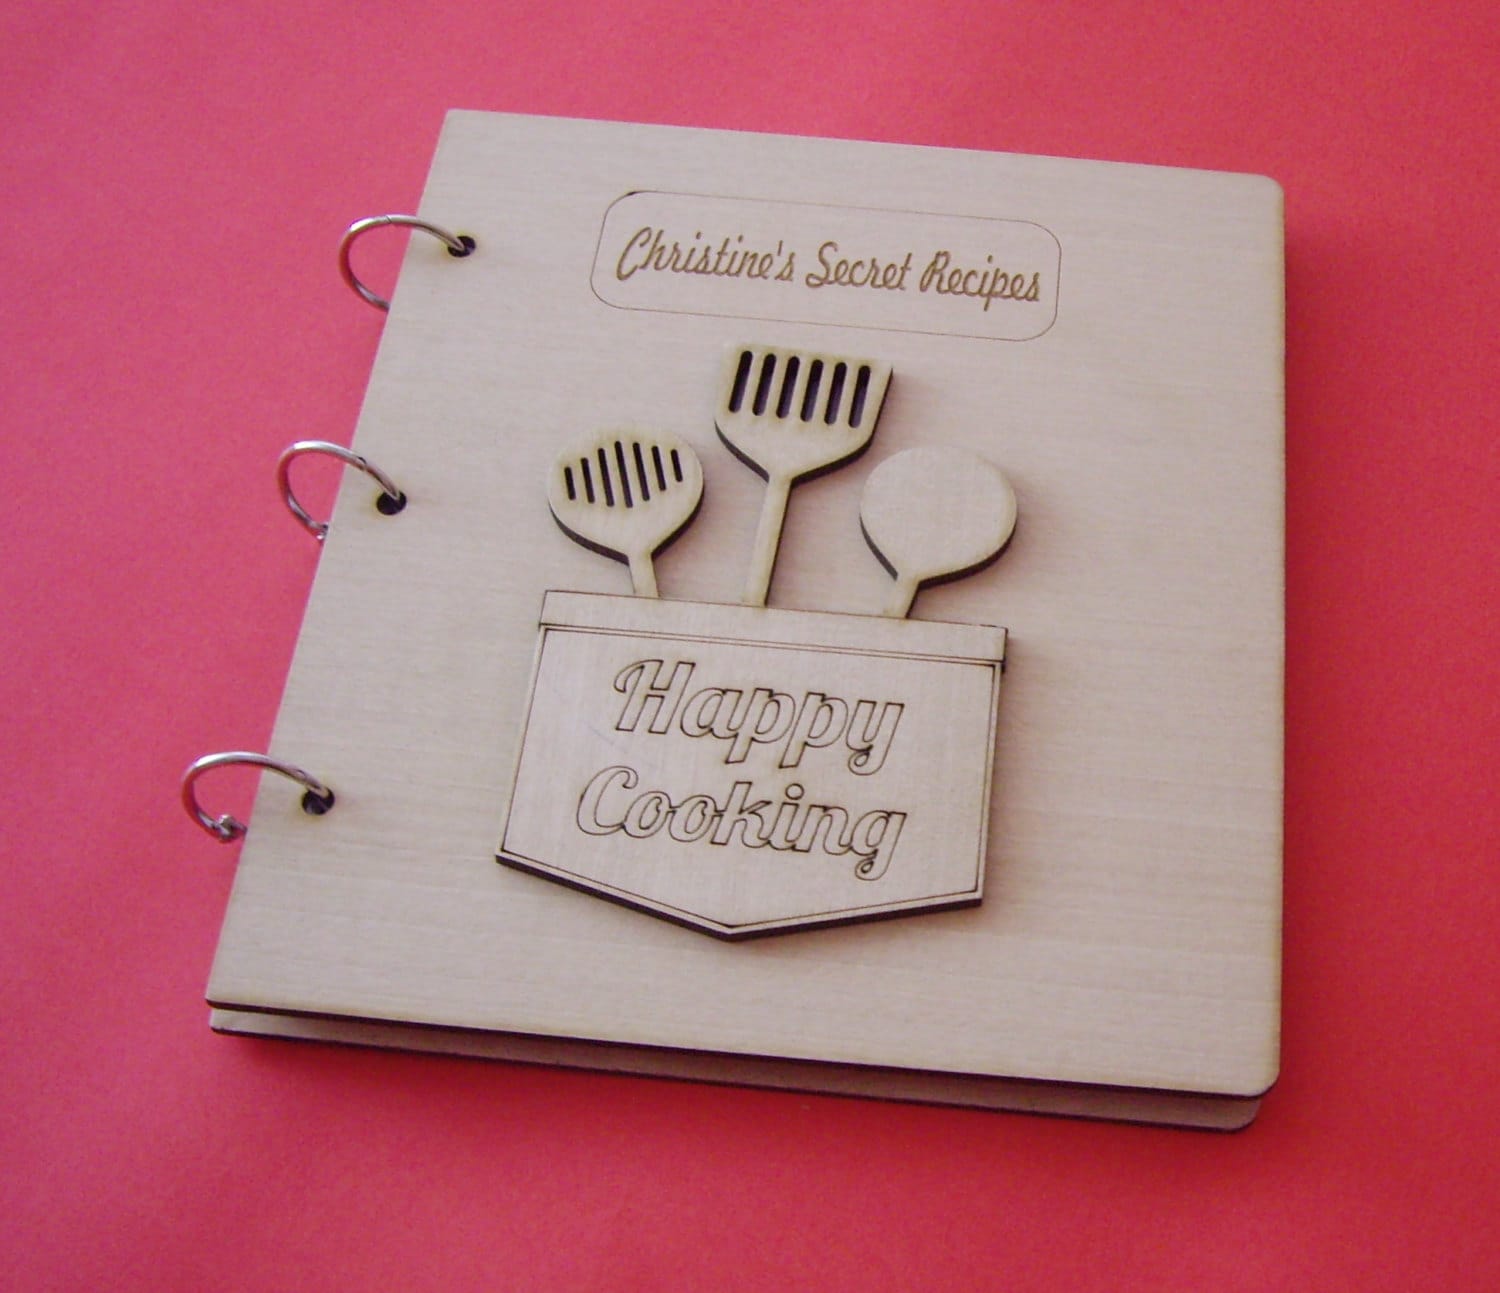 Christine's Secret Recipes
Happy
Cooking